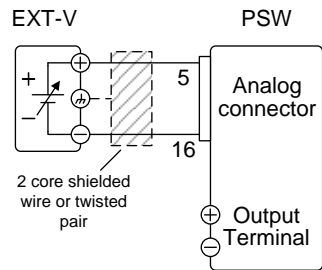 EXT-V
PSW
+
−
+
−
5
16
Analog
connector
2 core shielded
wire or twisted
pair
+
−
Output
Terminal